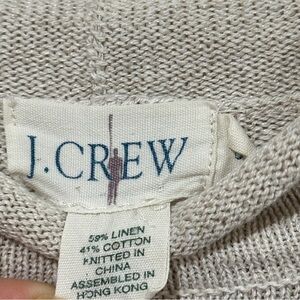 J.CREW
59% LINEN
41% COTTON
KNITTED IN
CHINA
ASSEMBLED IN
HONG KONG